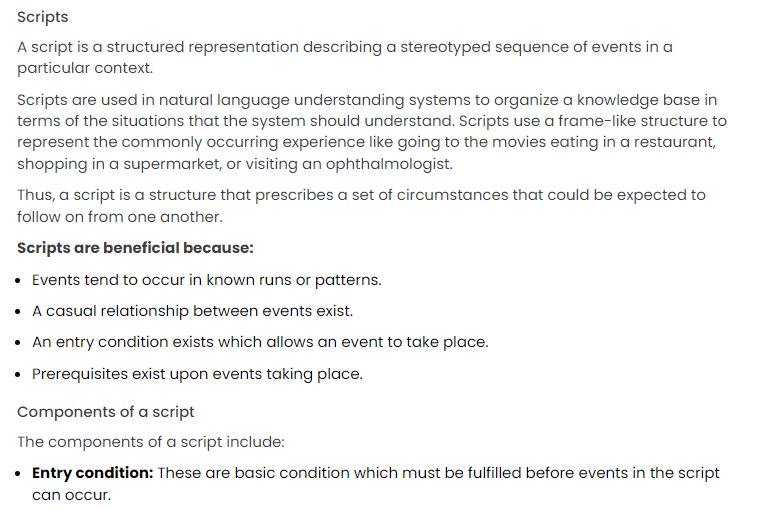 Scripts
A script is a structured representation describing a stereotyped sequence of events in a
particular context.
Scripts are used in natural language understanding systems to organize a knowledge base in
terms of the situations that the system should understand. Scripts use a frame-like structure to
represent the commonly occurring experience like going to the movies eating in a restaurant,
shopping in a supermarket, or visiting an ophthalmologist.
Thus, a script is a structure that prescribes a set of circumstances that could be expected to
follow on from one another.
Scripts are beneficial because:
• Events tend to occur in known runs or patterns.
• A casual relationship between events exist.
• An entry condition exists which allows an event to take place.
• Prerequisites exist upon events taking place.
Components of a script
The components of a script include:
• Entry condition: These are basic condition which must be fulfilled before events in the script
can occur.